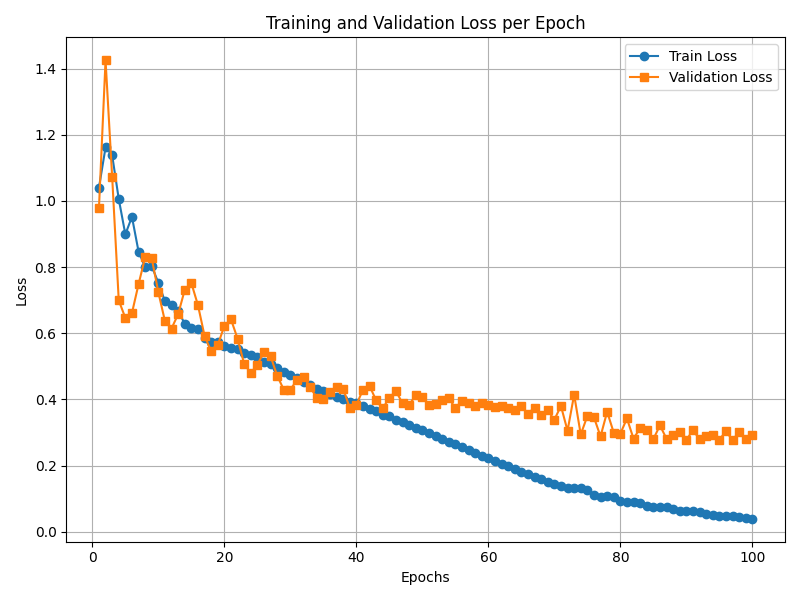 Training and Validation Loss per Epoch
Train Loss
Validation Loss
1.4
1.2
1.0
0.8
0.6
0.4
0.2
0.0
Loss
0 20 40 60 80 100
Epochs